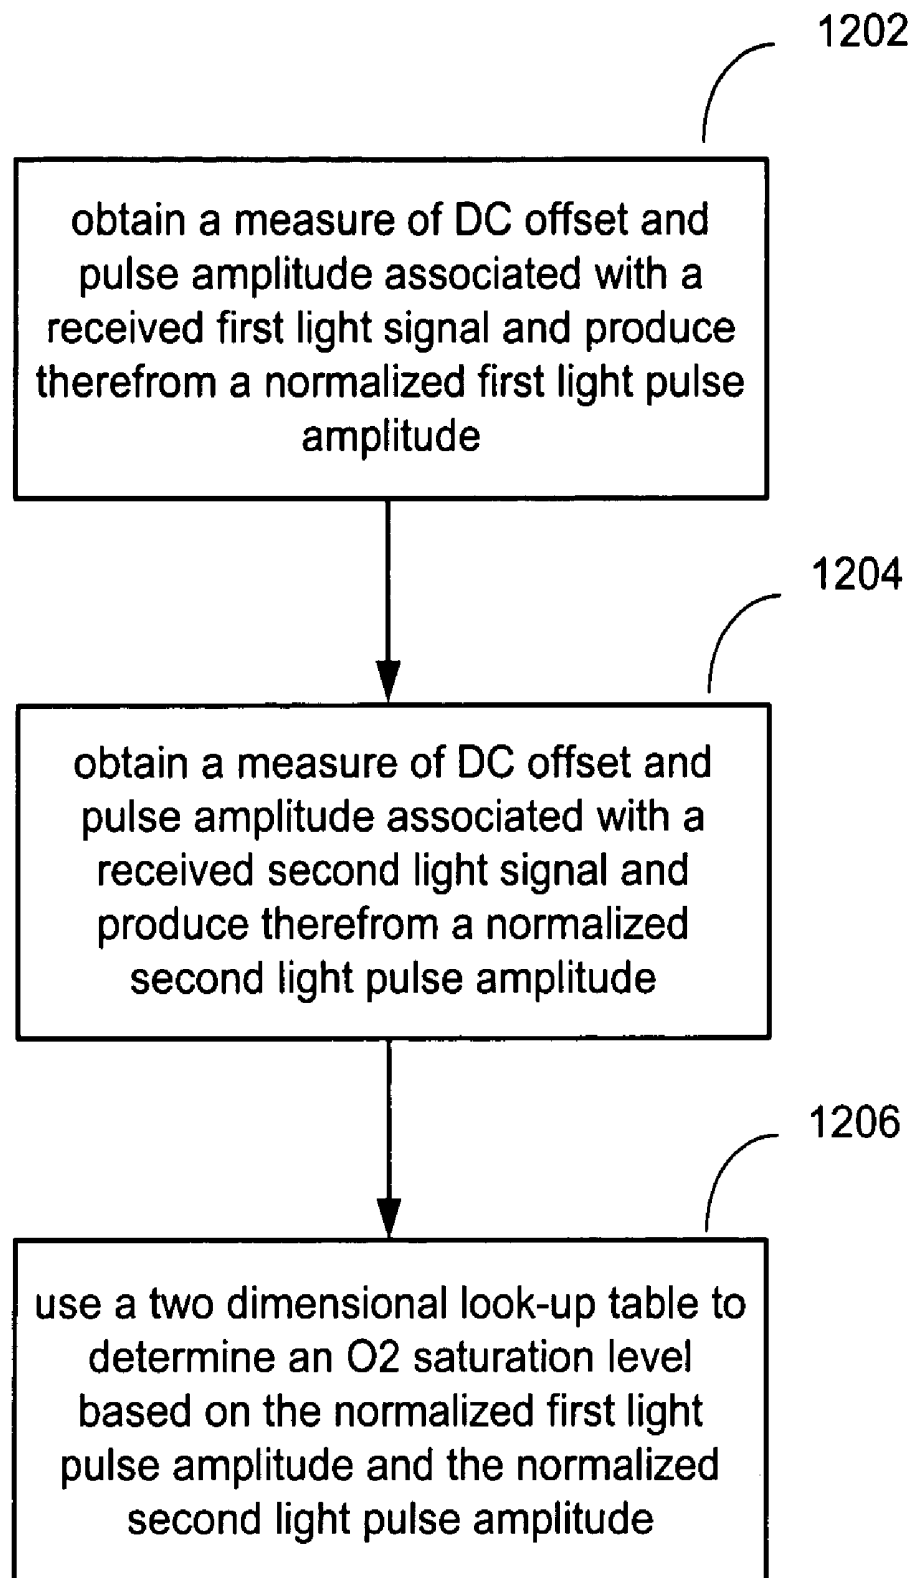 1202
obtain a measure of DC offset and
pulse amplitude associated with a
received first light signal and produce
therefrom a normalized first light pulse
amplitude
1204
obtain a measure of DC offset and
pulse amplitude associated with a
received second light signal and
produce therefrom a normalized
second light pulse amplitude
1206
use a two dimensional look-up table to
determine an O2 saturation level
based on the normalized first light
pulse amplitude and the normalized
second light pulse amplitude